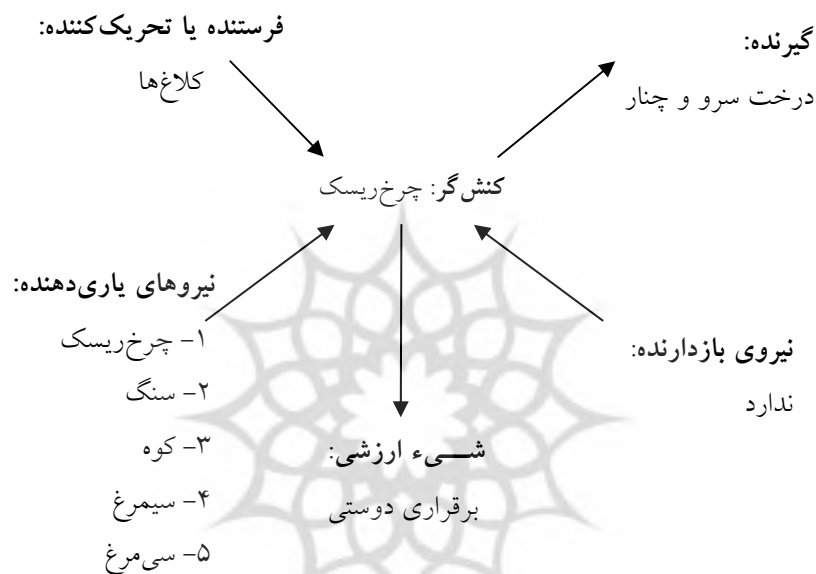 فرستنده یا تحریک‌کننده:
کلاغ‌ها
گیرنده:
درخت سرو و چنار
کنش‌گر: چرخ‌ریسک
نیروهای یاری‌دهنده:
۱- چرخ‌ریسک
۲- سنگ
۳- کوه
۴- سیمرغ
۵- سی‌مرغ
نیروی بازدارنده:
ندارد
شیء ارزشی:
برقراری دوستی